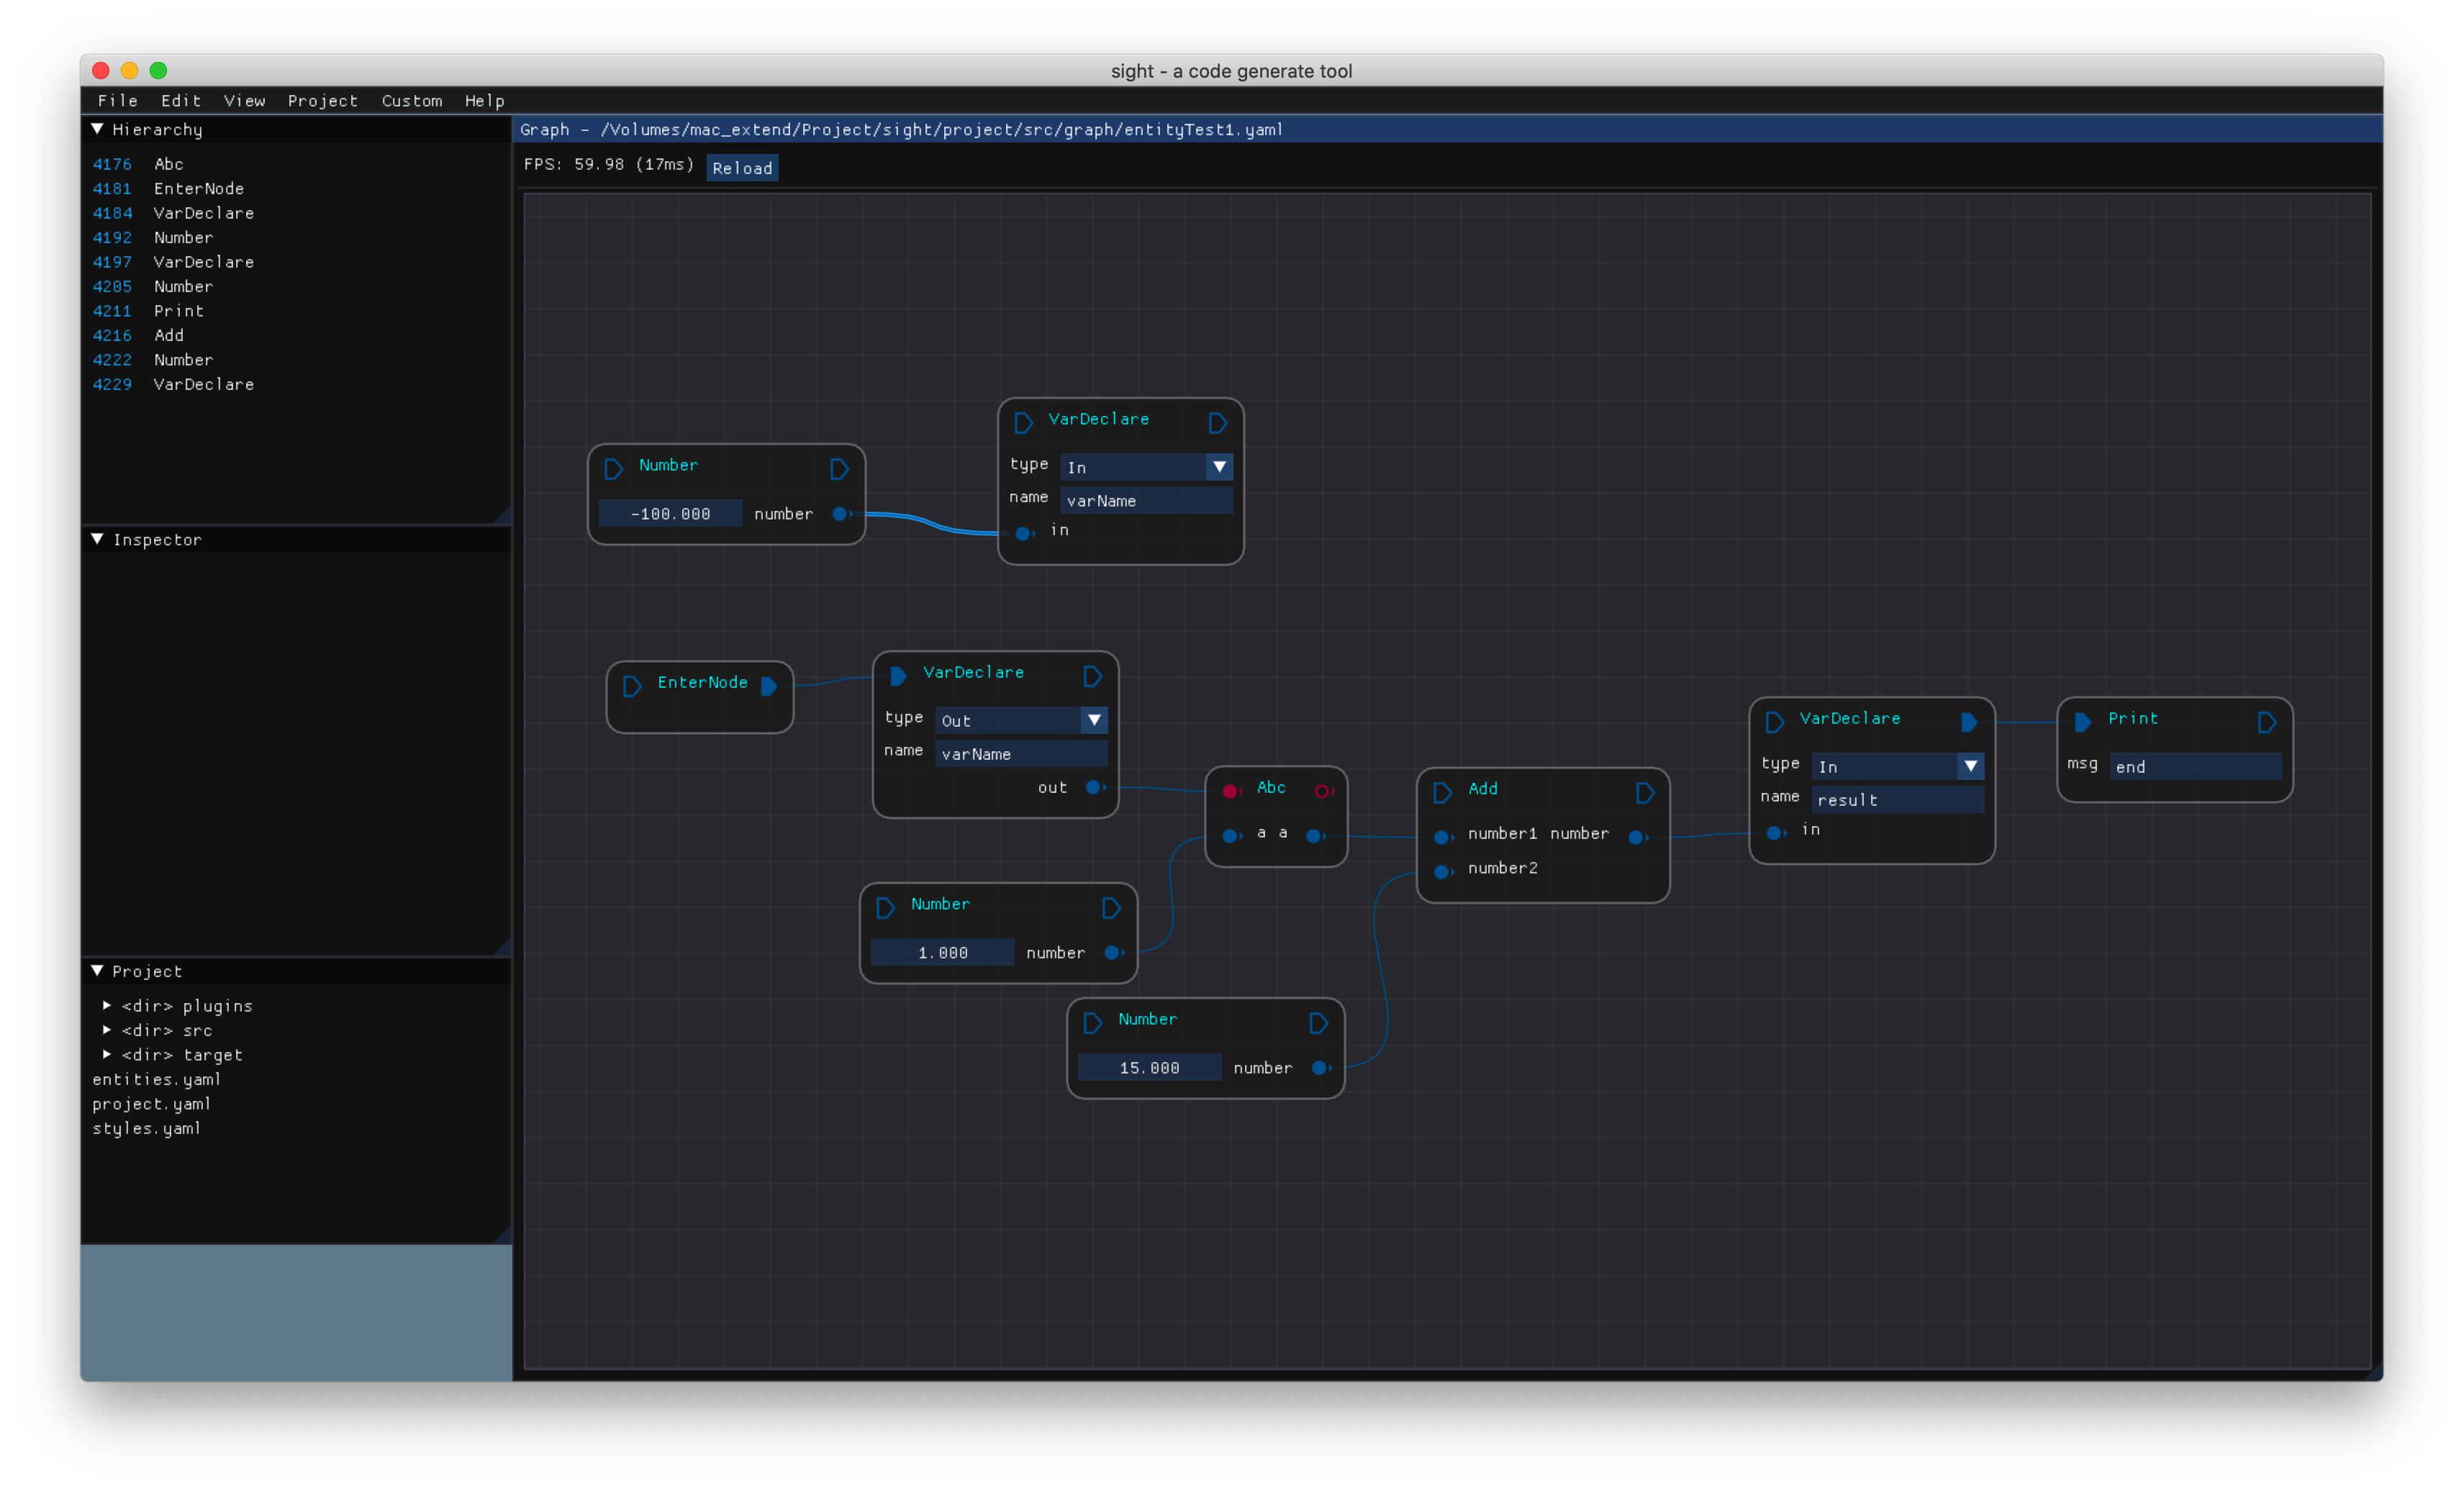 sight - a code generate tool
File Edit View Project Custom Help
Hierarchy
4176 Abc
4181 EnterNode
4184 VarDeclare
4192 Number
4197 VarDeclare
4205 Number
4211 Print
4216 Add
4222 Number
4229 VarDeclare
Inspector
Project
<dir> plugins
<dir> src
<dir> target
entities.yaml
project.yaml
styles.yaml
Graph - /Volumes/mac_extend/Project/sight/project/src/graph/entityTest1.yaml
FPS: 59.98 (17ms) Reload
Number
-100.000 number
VarDeclare
type In
name varName
in
EnterNode
VarDeclare
type Out
name varName
out
Abc
a a
Number
1.000 number
Number
15.000 number
Add
number1 number
number2
VarDeclare
type In
name result
in
Print
msg end